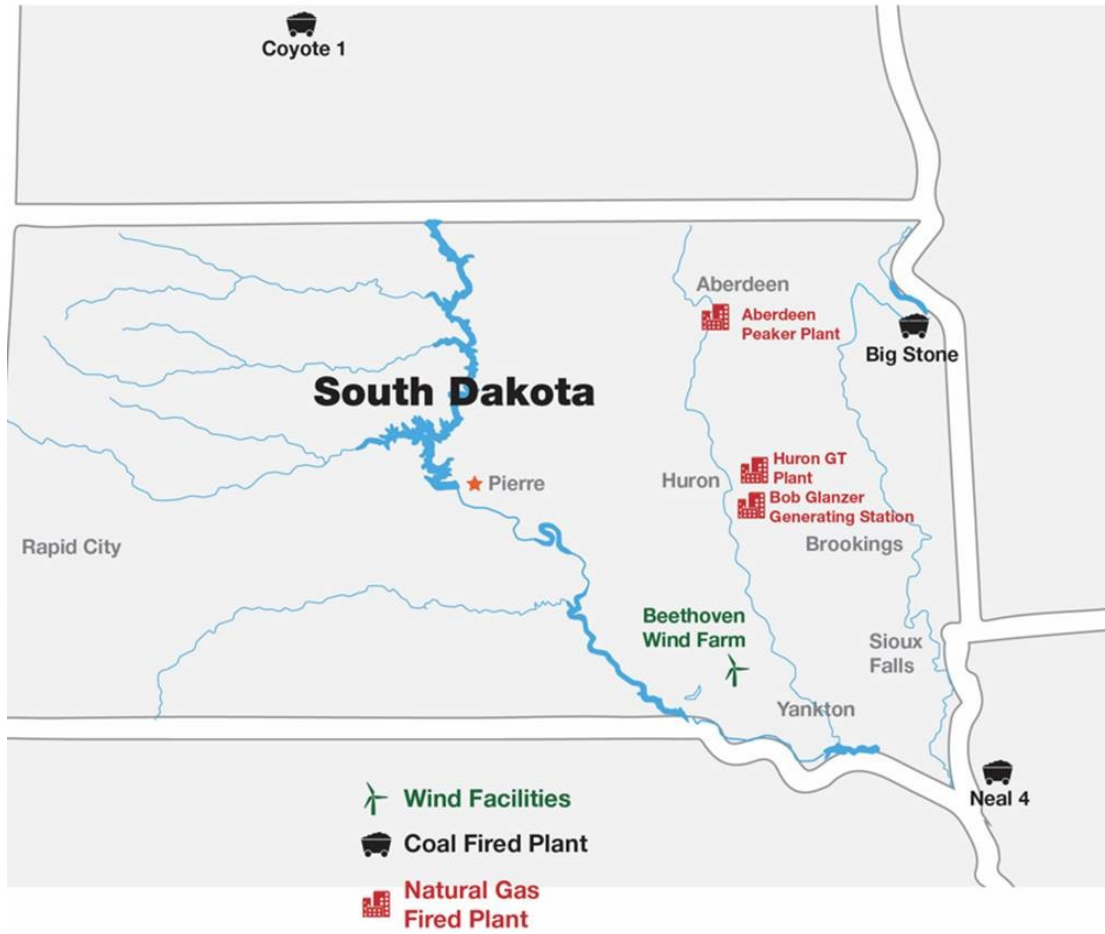 Coyote 1
Aberdeen
Aberdeen
Peaker Plant
Big Stone
South Dakota
Huron GT
Plant
Pierre
Huron
Bob Glanzer
Generating Station
Rapid City
Brookings
Beethoven
Wind Farm
Sioux
Falls
Yankton
Neal 4
Wind Facilities
Coal Fired Plant
Natural Gas
Fired Plant